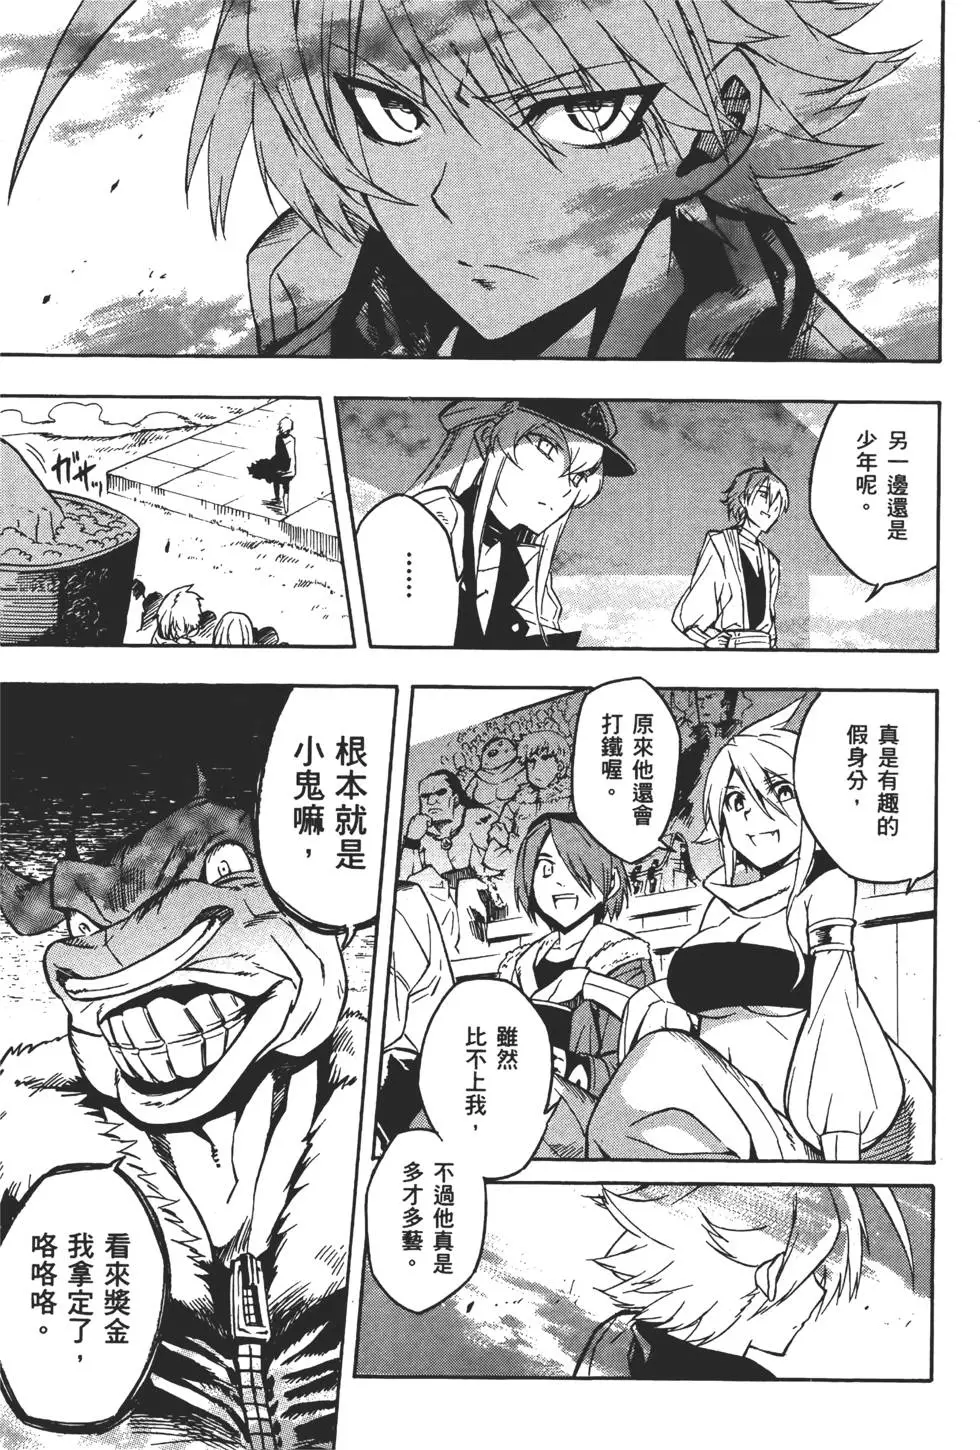 另一邊還是
少年呢。
……
ガサッ
真是有趣的
假身分，
原來他還會
打鐵喔。
雖然
比不上我，
不過他真是
多才多藝。
根本就是
小鬼嘛，
看來獎金
我拿定了，
咯咯咯。